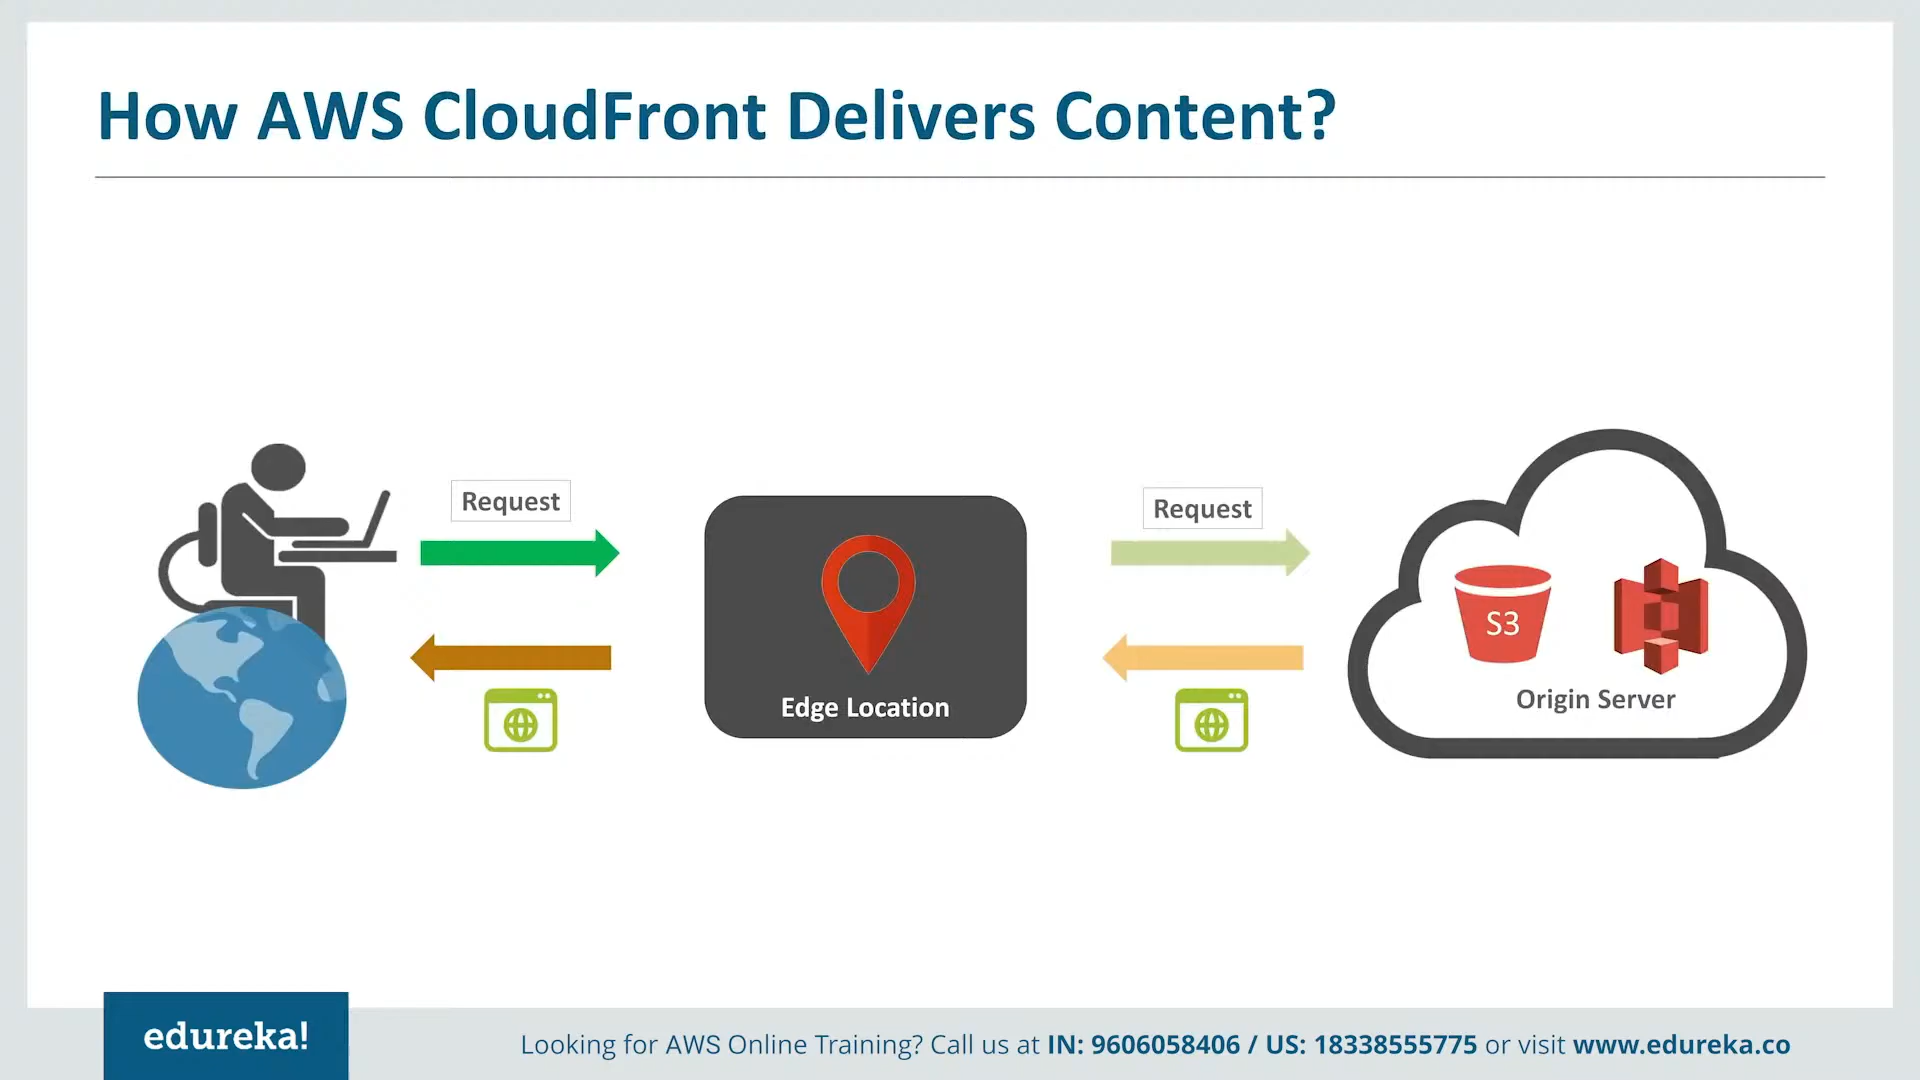 How AWS CloudFront Delivers Content?
Request
Request
S3
Edge Location
Origin Server
edureka!
Looking for AWS Online Training? Call us at IN: 9606058406 / US: 18338555775 or visit www.edureka.co